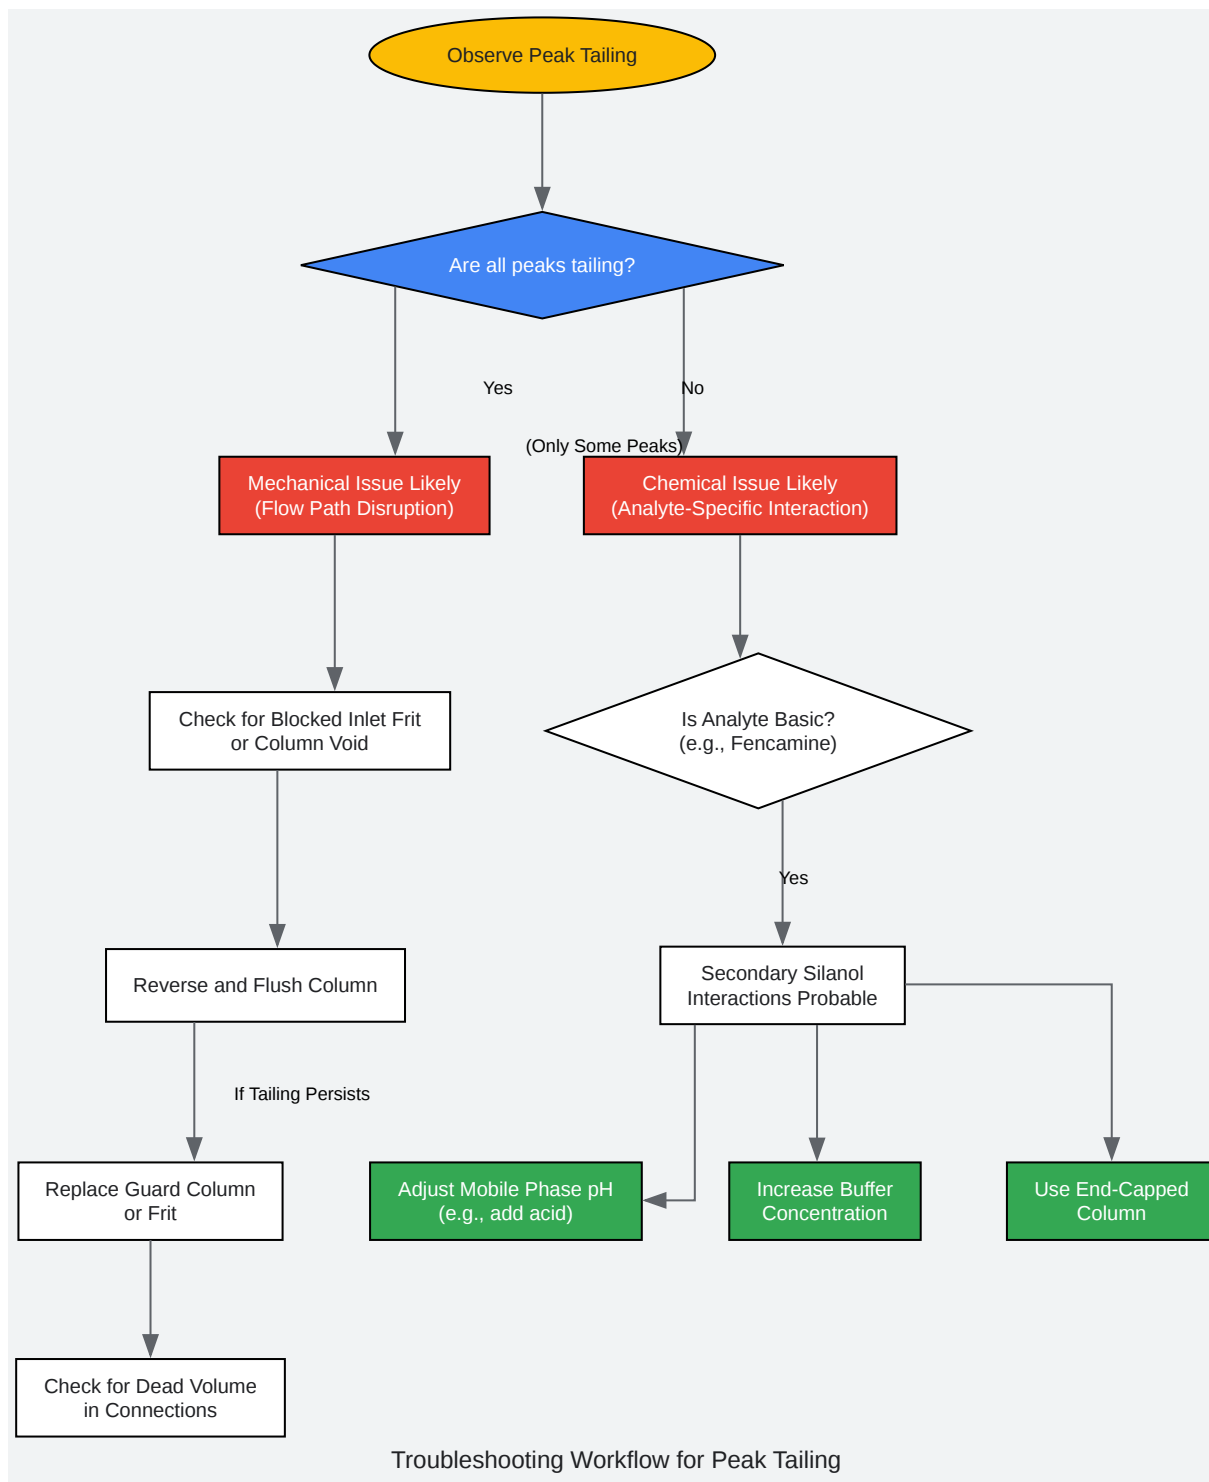 Observe Peak Tailing
Are all peaks tailing?
Yes
No
(Only Some Peaks)
Mechanical Issue Likely
(Flow Path Disruption)
Chemical Issue Likely
(Analyte-Specific Interaction)
Check for Blocked Inlet Frit
or Column Void
Is Analyte Basic?
(e.g., Fencamine)
Yes
Reverse and Flush Column
Secondary Silanol
Interactions Probable
If Tailing Persists
Replace Guard Column
or Frit
Adjust Mobile Phase pH
(e.g., add acid)
Increase Buffer
Concentration
Use End-Capped
Column
Check for Dead Volume
in Connections
Troubleshooting Workflow for Peak Tailing